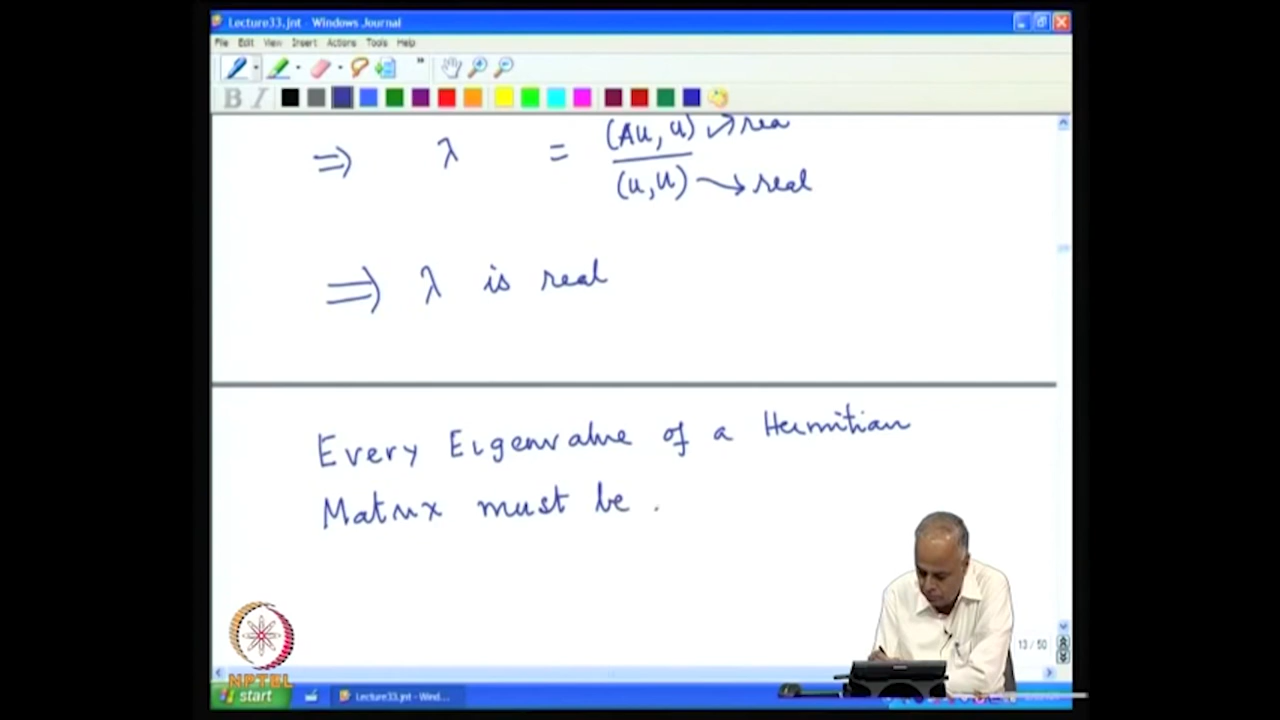 Lecture33.jnt - Windows Journal
File Edit View Insert Actions Tools Help
B I
⇒ λ = (Au, u) → rea
(u, u) → real
⇒ λ is real
Every Eigenvalue of a Hermitian
Matrix must be .
13 / 50
NPTEL
start Lecture33.jnt - Wind...